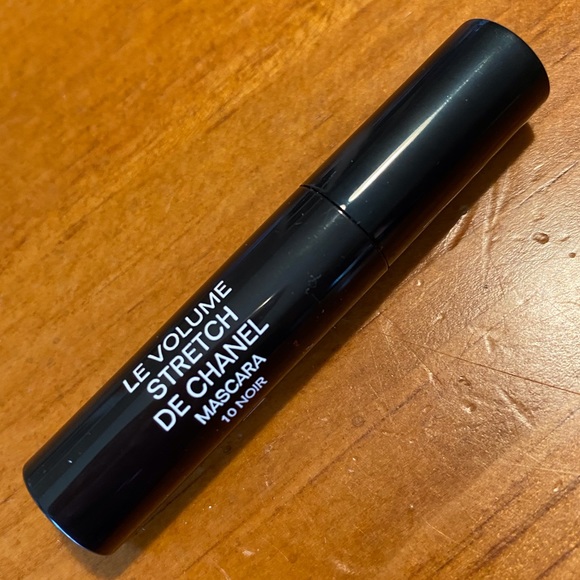 LE VOLUME
STRETCH
DE CHANEL
MASCARA
10 NOIR